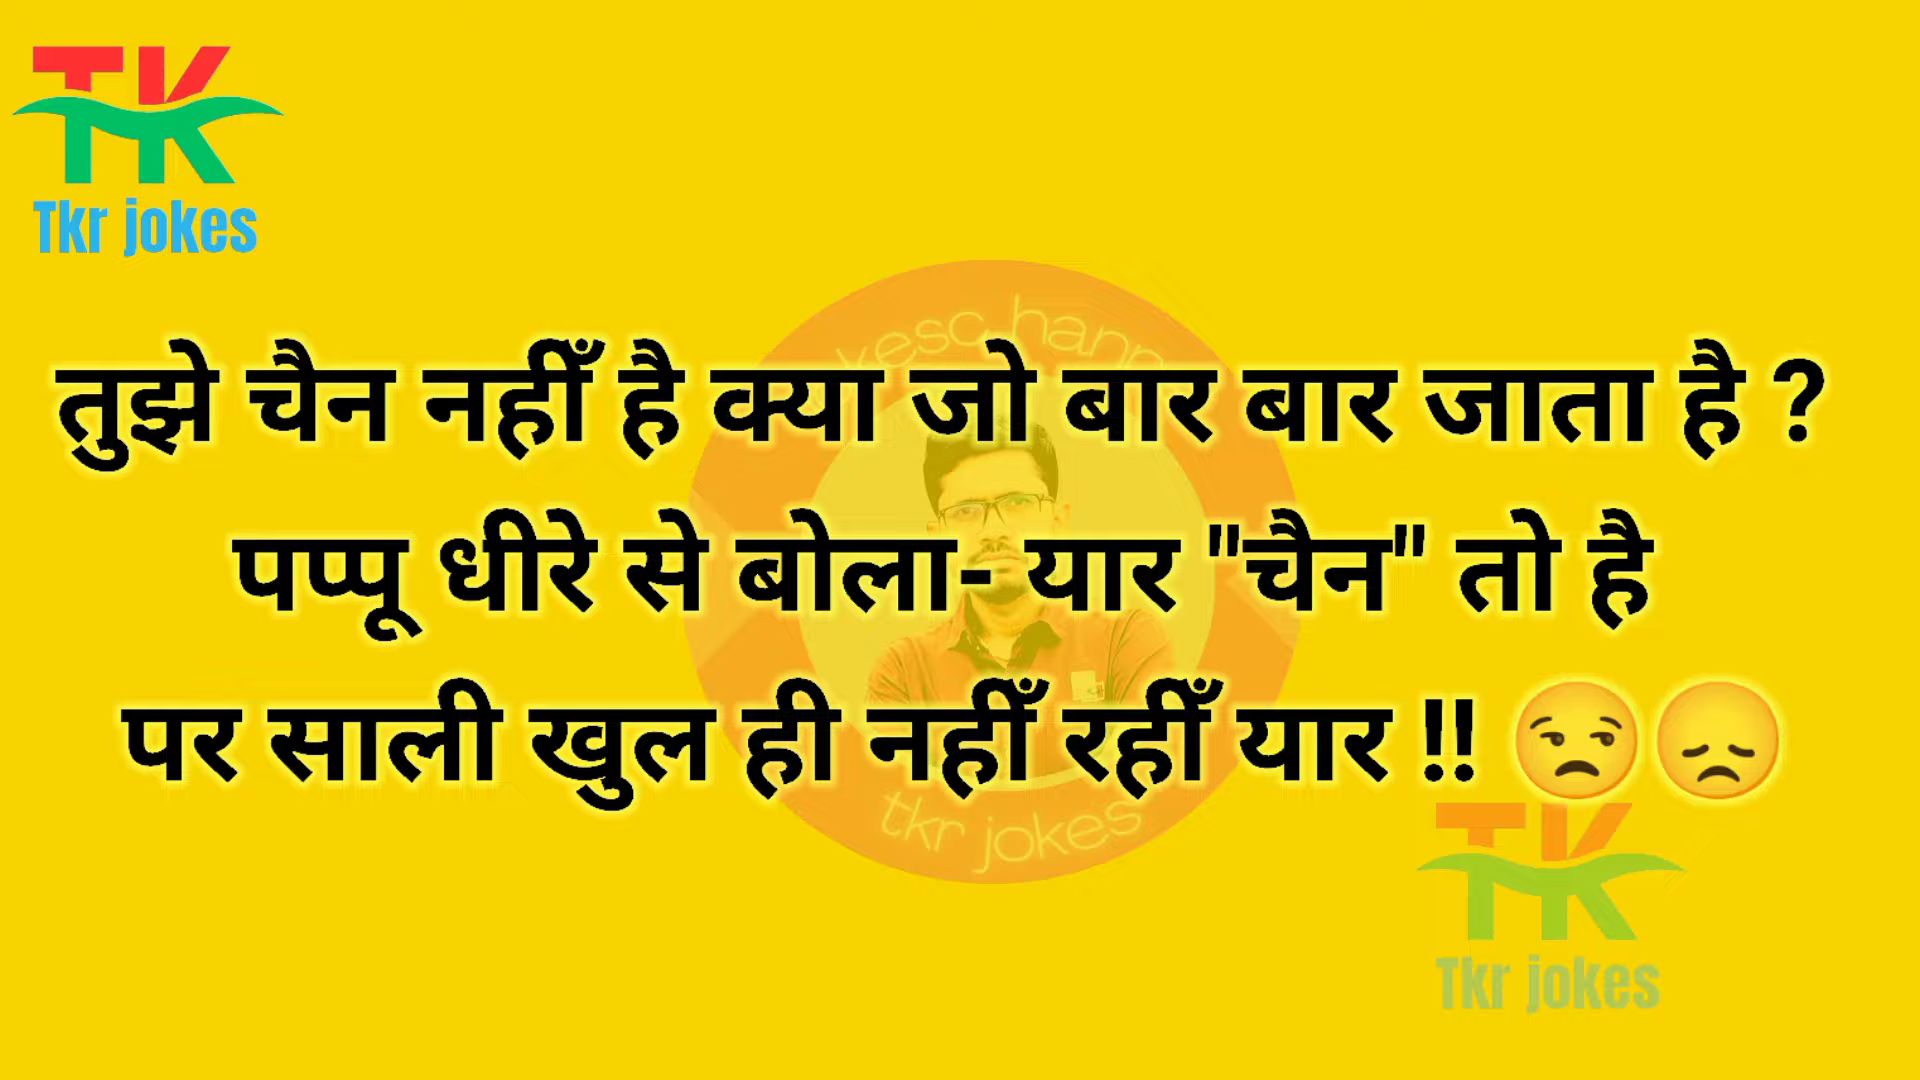 TK
Tkr jokes
तुझे चैन नहीँ है क्या जो बार बार जाता है ?
पप्पू धीरे से बोला- यार "चैन" तो है
पर साली खुल ही नहीँ रहीँ यार !! 😒😞
tkr jokes
TK
Tkr jokes